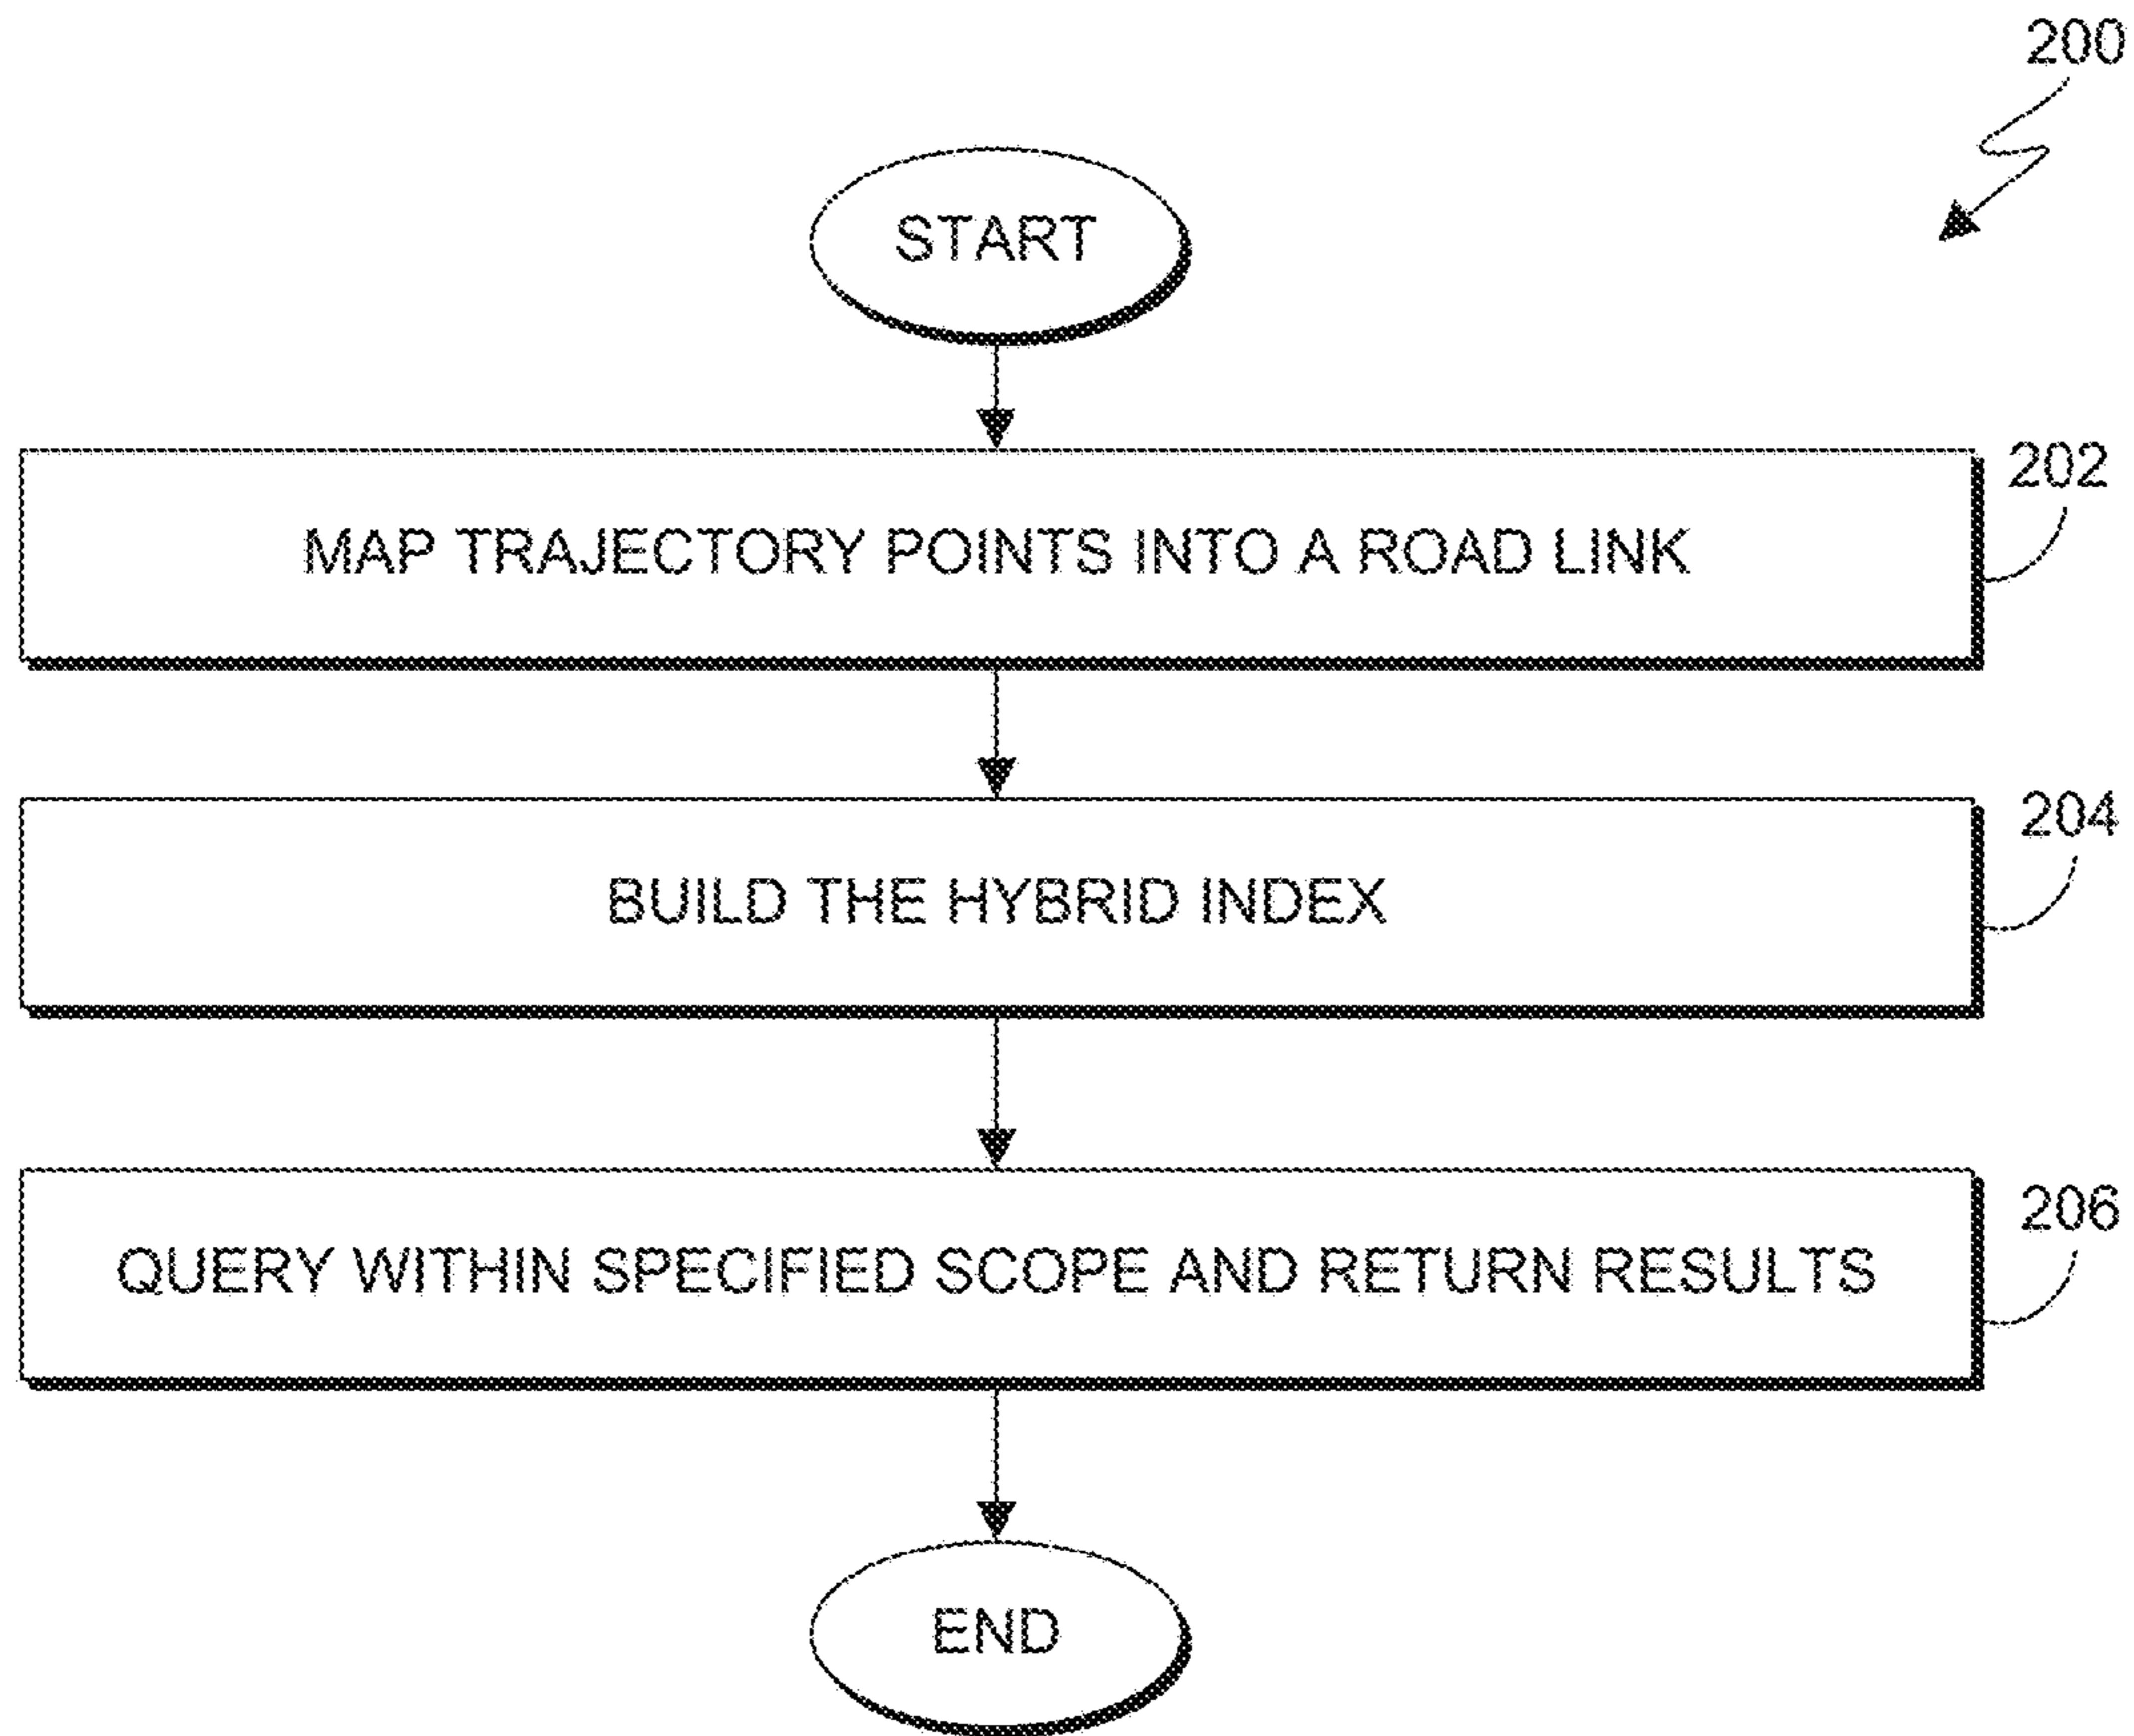 200
START
202
MAP TRAJECTORY POINTS INTO A ROAD LINK
204
BUILD THE HYBRID INDEX
206
QUERY WITHIN SPECIFIED SCOPE AND RETURN RESULTS
END